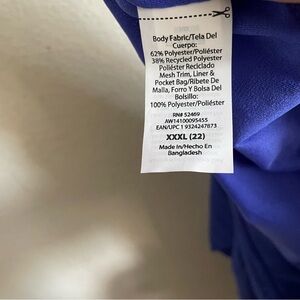 Body Fabric/Tela Del
Cuerpo:
62% Polyester/Poliéster
38% Recycled Polyester
Poliéster Reciclado
Mesh Trim, Liner &
Pocket Bag/Ribete De
Malla, Forro Y Bolsa Del
Bolsillo:
100% Polyester/Poliéster
RN# 52469
AW14100095455
EAN/UPC 1 9324247873
XXXL (22)
Made In/Hecho En
Bangladesh